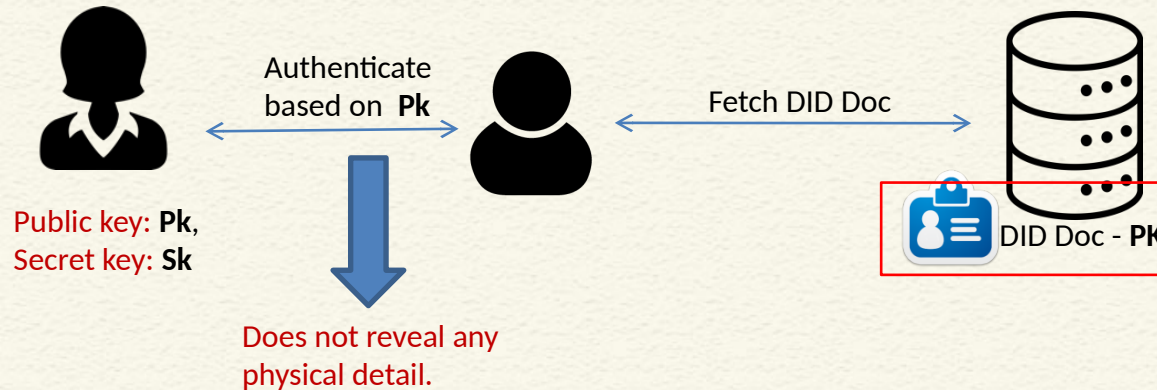 Authenticate
based on Pk
Fetch DID Doc
Public key: Pk,
Secret key: Sk
DID Doc - PK
Does not reveal any
physical detail.